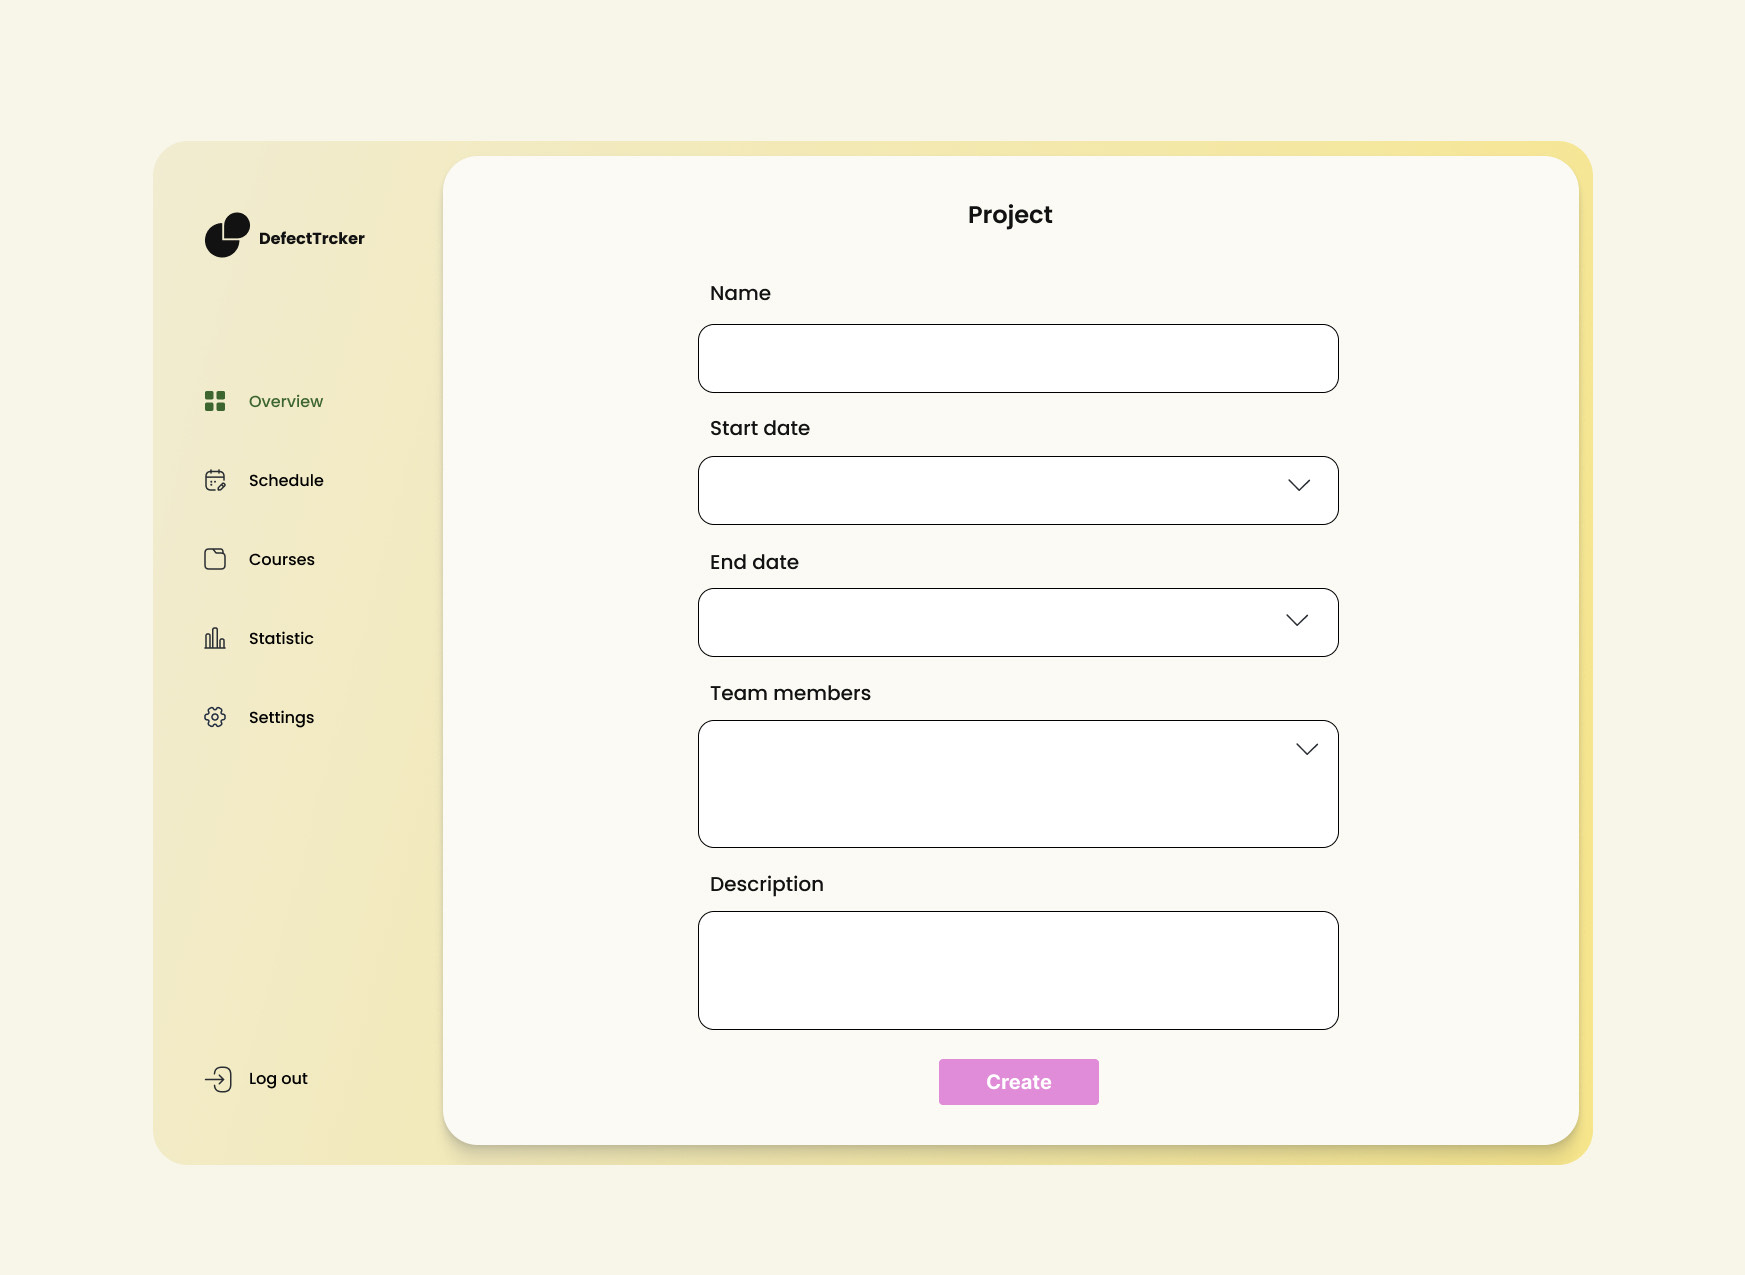 DefectTrcker
Overview
Schedule
Courses
Statistic
Settings
Log out
Project
Name
Start date
End date
Team members
Description
Create